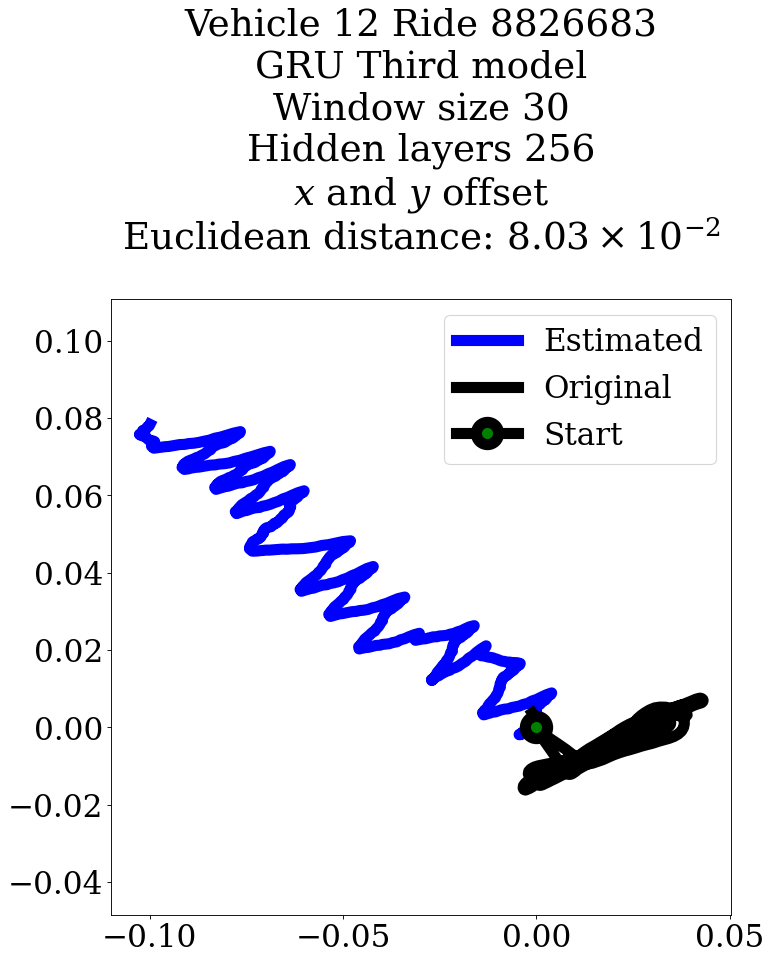 Vehicle 12 Ride 8826683
GRU Third model
Window size 30
Hidden layers 256
x and y offset
Euclidean distance: 8.03 × 10⁻²
Estimated
Original
Start
0.10
0.08
0.06
0.04
0.02
0.00
−0.02
−0.04
−0.10 −0.05 0.00 0.05